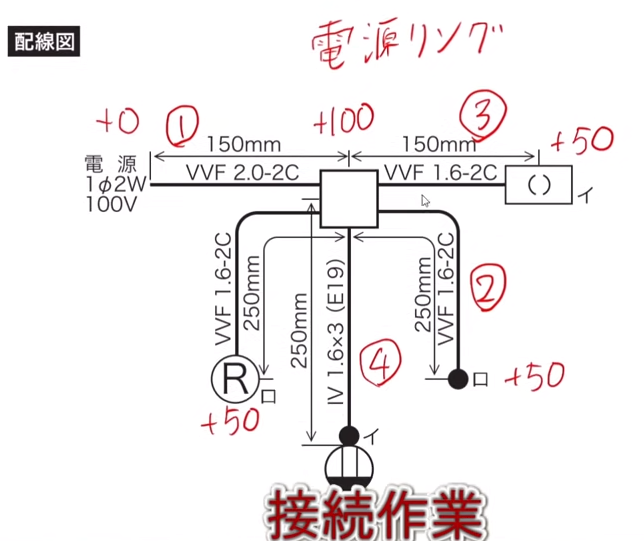 配線図
電源リング
+0
①
+100
③
+50
150mm
150mm
電 源
1φ2W
100V
VVF 2.0-2C
VVF 1.6-2C
( )
イ
VVF 1.6-2C
250mm
250mm
IV 1.6×3 (E19)
250mm
VVF 1.6-2C
②
④
R
ロ
+50
ロ
+50
イ
接続作業